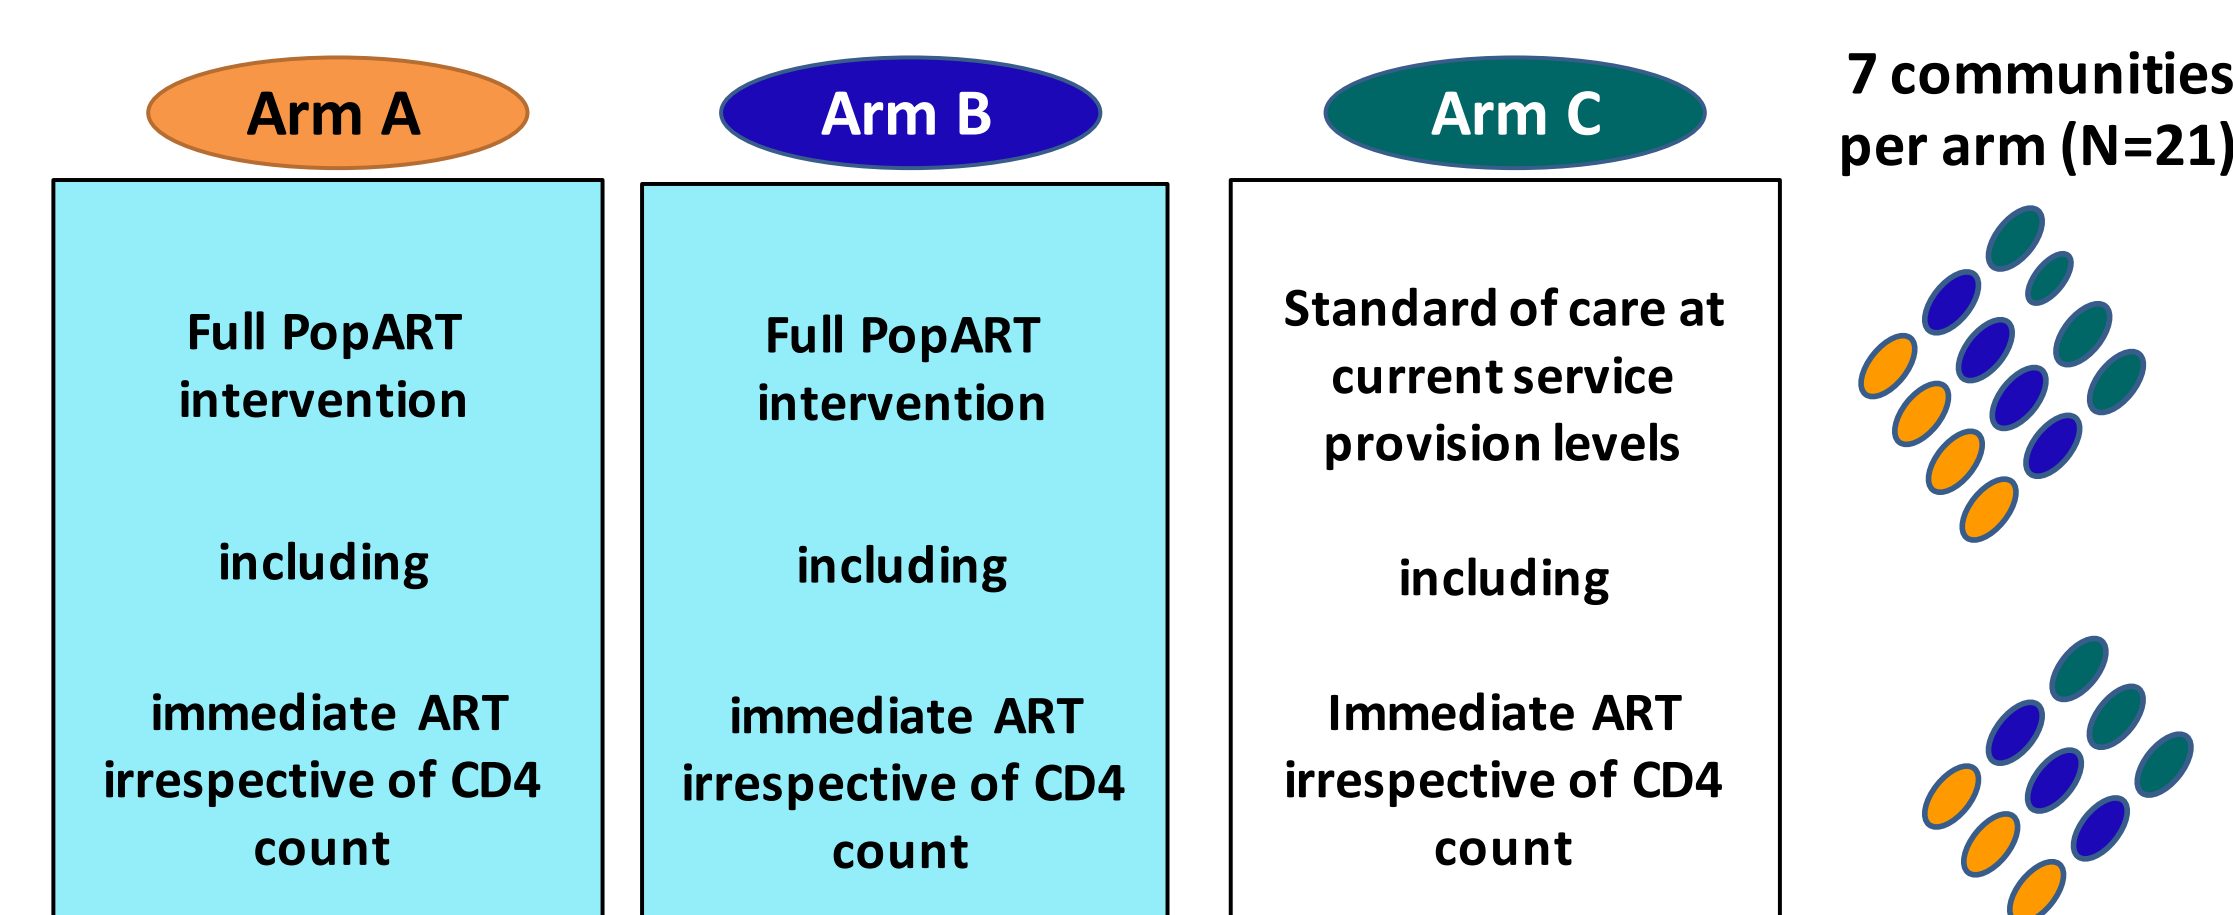 Arm A
Full PopART
intervention
including
immediate ART
irrespective of CD4
count
Arm B
Full PopART
intervention
including
immediate ART
irrespective of CD4
count
Arm C
Standard of care at
current service
provision levels
including
Immediate ART
irrespective of CD4
count
7 communities
per arm (N=21)